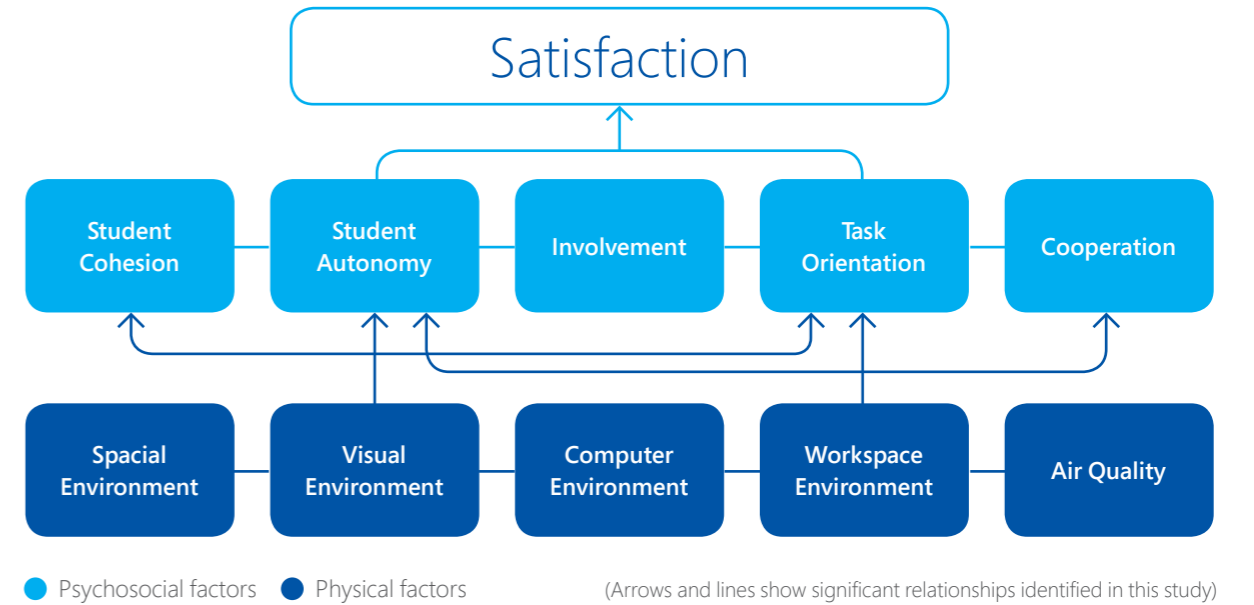 Satisfaction
Student
Cohesion
Student
Autonomy
Involvement
Task
Orientation
Cooperation
Spacial
Environment
Visual
Environment
Computer
Environment
Workspace
Environment
Air Quality
Psychosocial factors
Physical factors
(Arrows and lines show significant relationships identified in this study)